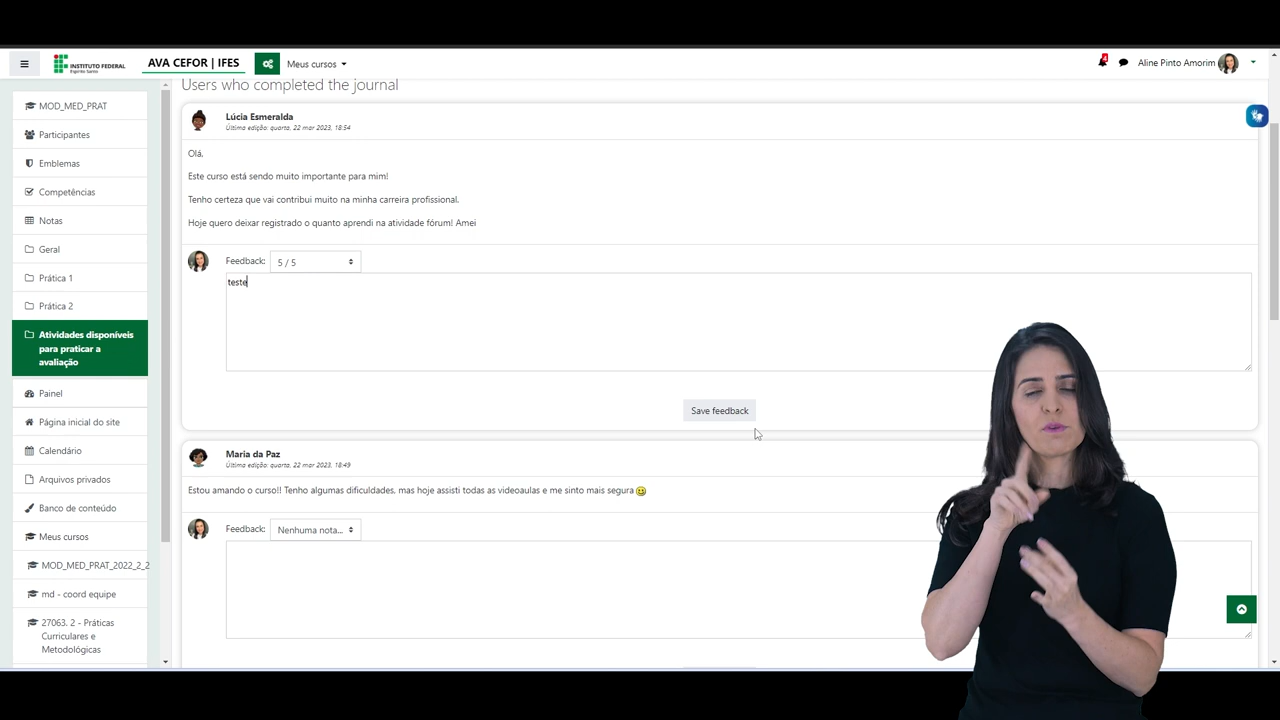 INSTITUTO FEDERAL
Espírito Santo
AVA CEFOR | IFES
Meus cursos
Aline Pinto Amorim
MOD_MED_PRAT
Participantes
Emblemas
Competências
Notas
Geral
Prática 1
Prática 2
Atividades disponíveis
para praticar a
avaliação
Painel
Página inicial do site
Calendário
Arquivos privados
Banco de conteúdo
Meus cursos
MOD_MED_PRAT_2022_2_2
md - coord equipe
27063. 2 - Práticas
Curriculares e
Metodológicas
Users who completed the journal
Lúcia Esmeralda
Última edição: quarta, 22 mar 2023, 18:54
Olá,
Este curso está sendo muito importante para mim!
Tenho certeza que vai contribui muito na minha carreira profissional.
Hoje quero deixar registrado o quanto aprendi na atividade fórum! Amei
Feedback: 5 / 5
teste
Save feedback
Maria da Paz
Última edição: quarta, 22 mar 2023, 18:49
Estou amando o curso!! Tenho algumas dificuldades, mas hoje assisti todas as videoaulas e me sinto mais segura
Feedback: Nenhuma nota...